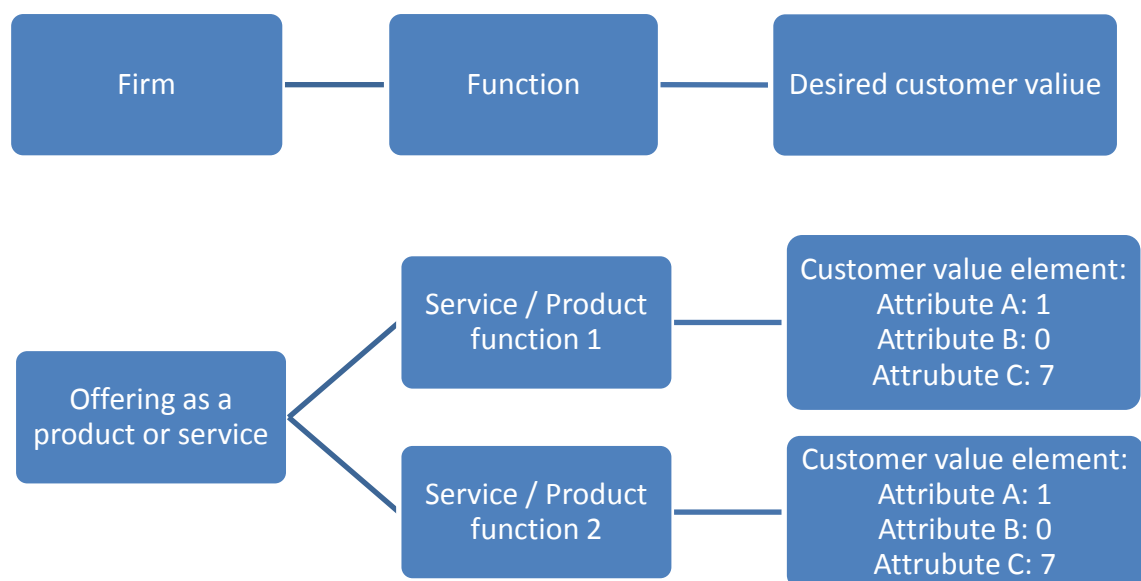 Firm
Function
Desired customer valiue
Offering as a
product or service
Service / Product
function 1
Customer value element:
Attribute A: 1
Attribute B: 0
Attrubute C: 7
Service / Product
function 2
Customer value element:
Attribute A: 1
Attribute B: 0
Attrubute C: 7